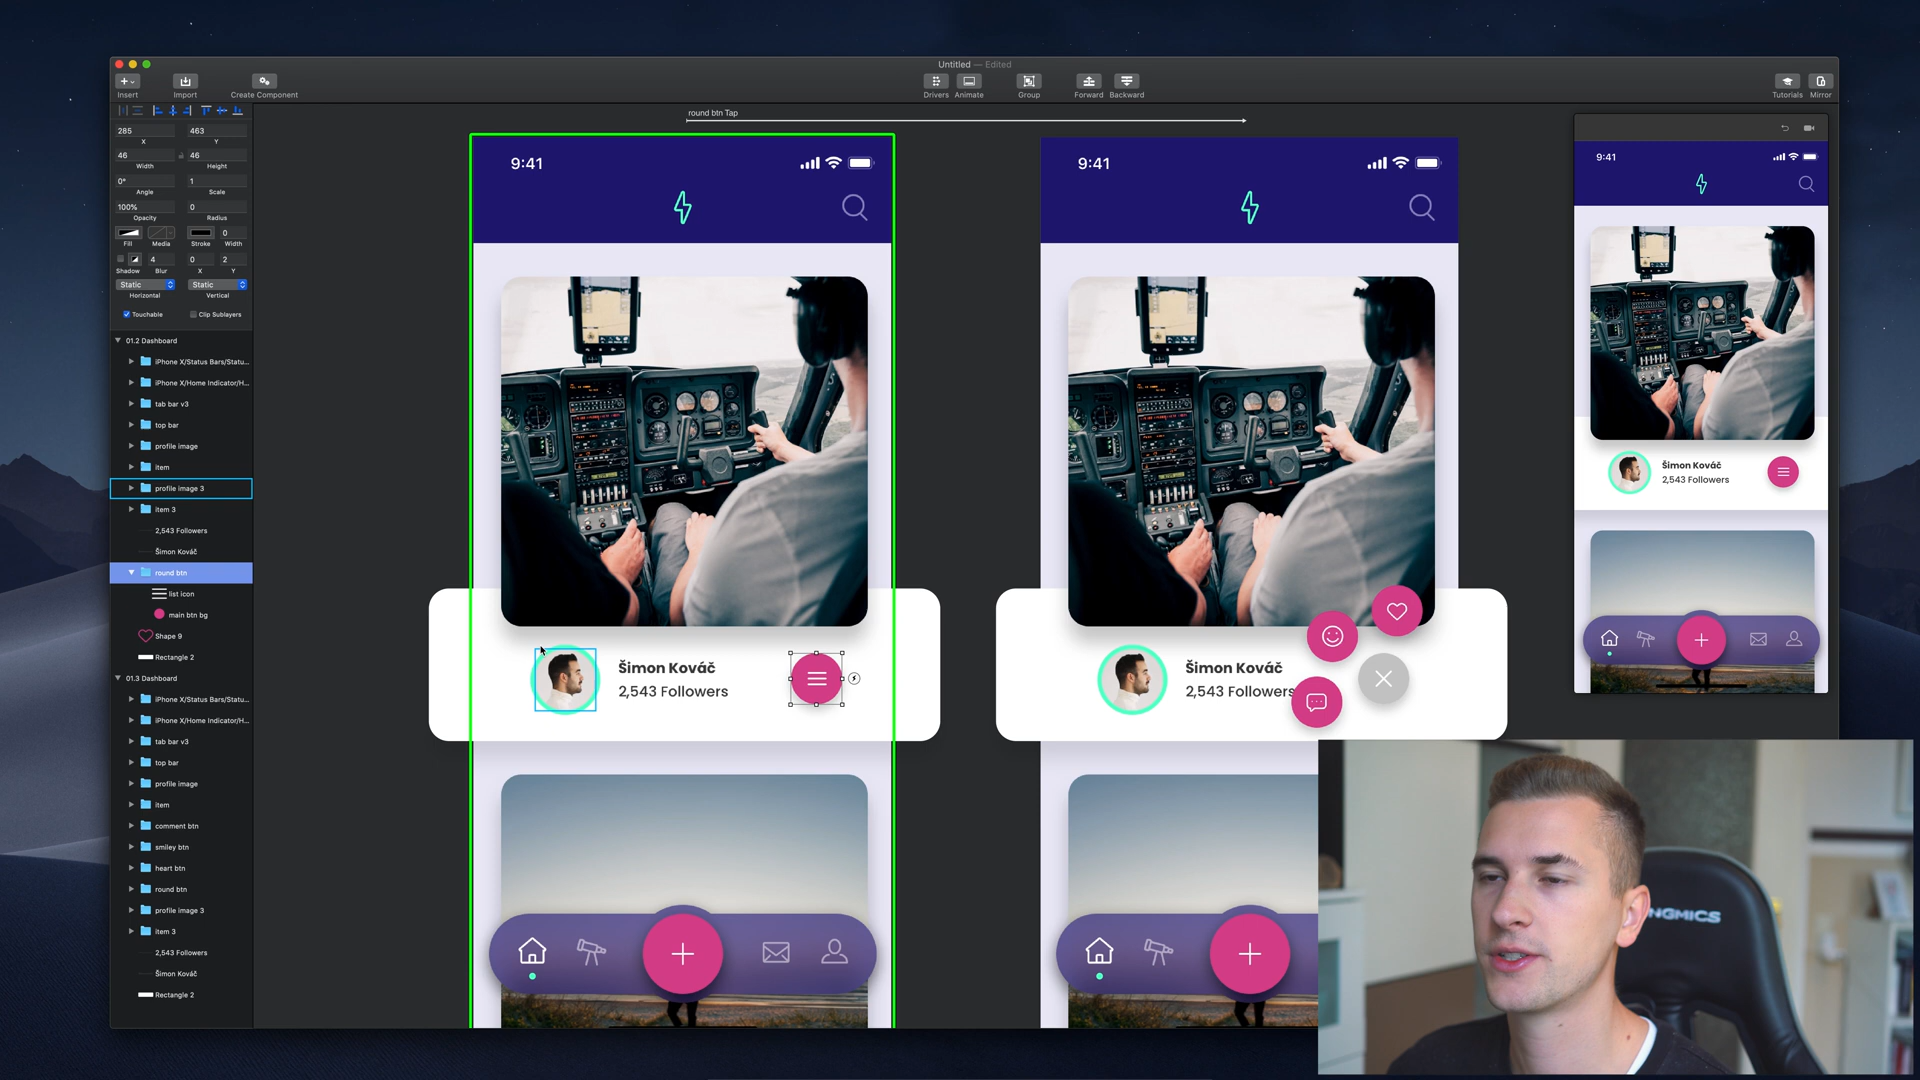 Untitled — Edited
Insert
Import
Create Component
Drivers
Animate
Group
Forward
Backward
Tutorials
Mirror
285
463
X
Y
46
46
Width
Height
0°
1
Angle
Scale
100%
0
Opacity
Radius
0
Fill
Media
Stroke
Width
4
0
2
Shadow
Blur
X
Y
Static
Static
Horizontal
Vertical
Touchable
Clip Sublayers
01.2 Dashboard
iPhone X/Status Bars/Statu...
iPhone X/Home Indicator/H...
tab bar v3
top bar
profile image
item
profile image 3
item 3
2,543 Followers
Šimon Kováč
round btn
list icon
main btn bg
Shape 9
Rectangle 2
01.3 Dashboard
iPhone X/Status Bars/Statu...
iPhone X/Home Indicator/H...
tab bar v3
top bar
profile image
item
comment btn
smiley btn
heart btn
round btn
profile image 3
item 3
2,543 Followers
Šimon Kováč
Rectangle 2
round btn Tap
9:41
Šimon Kováč
2,543 Followers
9:41
Šimon Kováč
2,543 Followers
9:41
Šimon Kováč
2,543 Followers
NGMICS